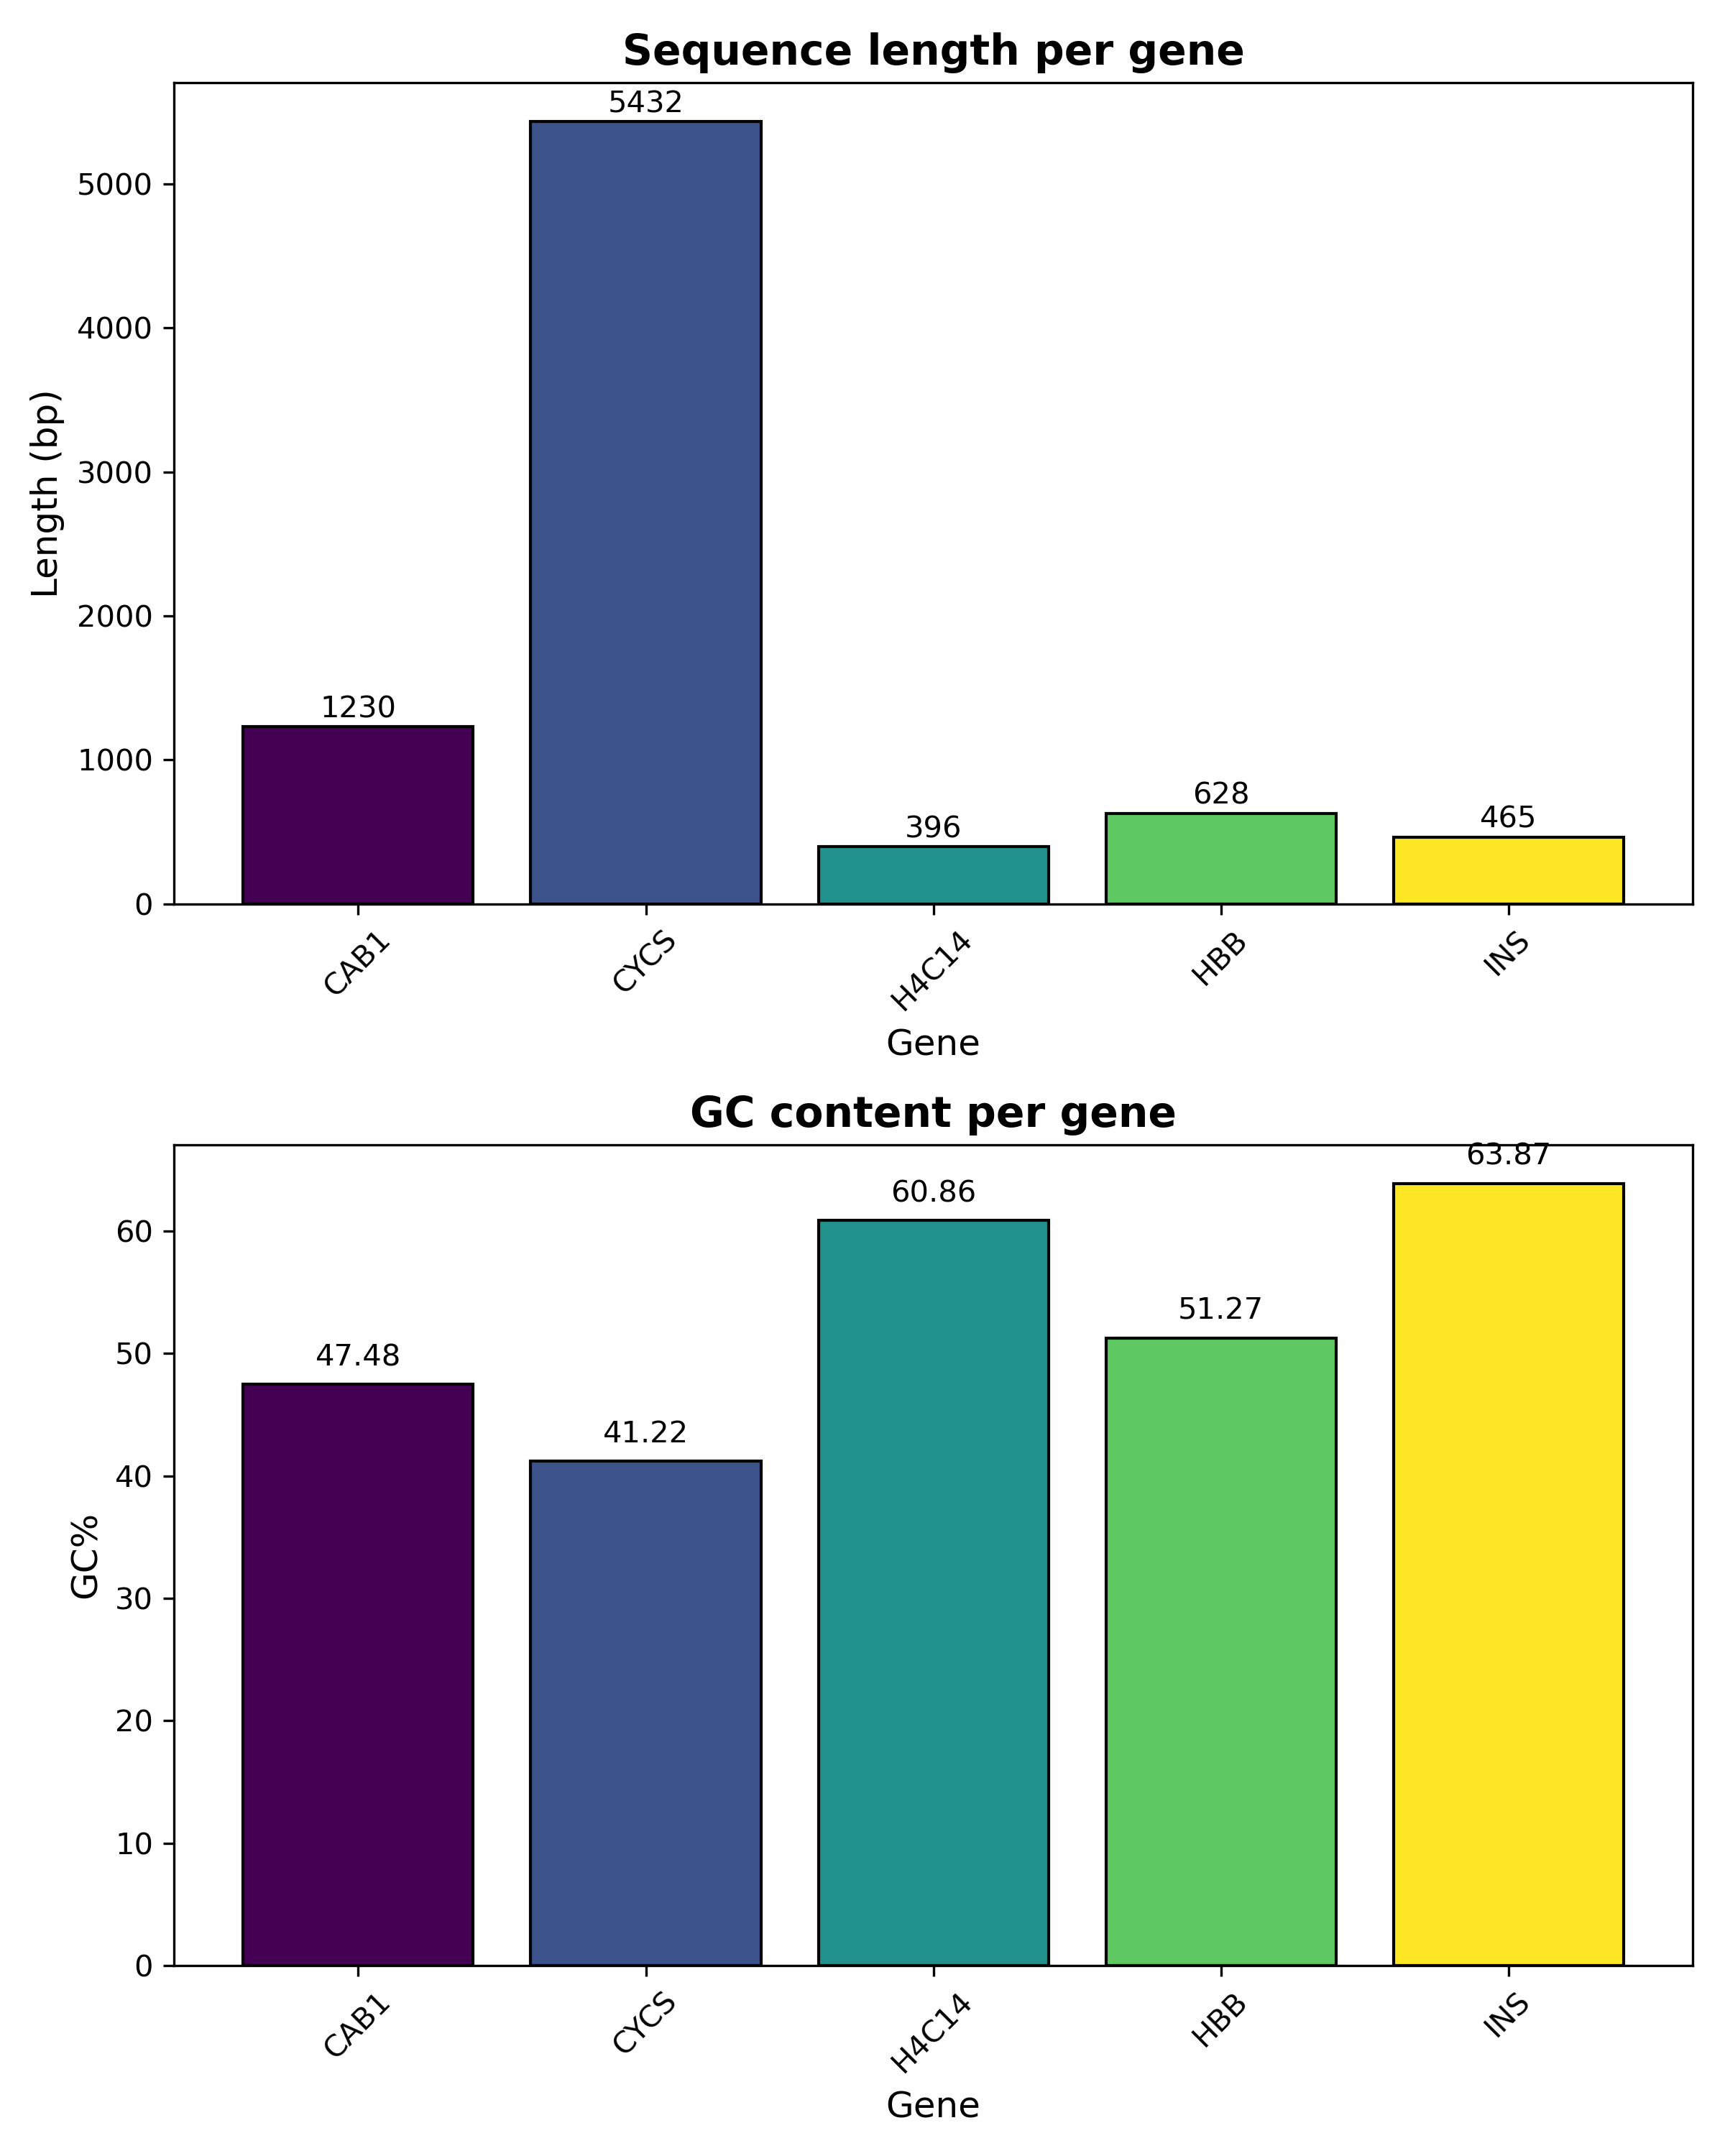 Sequence length per gene
5432
5000
4000
Length (bp)
3000
2000
1230
1000
628
465
396
0
CAB1
CYCS
H4C14
HBB
INS
Gene
GC content per gene
63.87
60.86
60
51.27
50
47.48
41.22
40
GC%
30
20
10
0
CAB1
CYCS
H4C14
HBB
INS
Gene